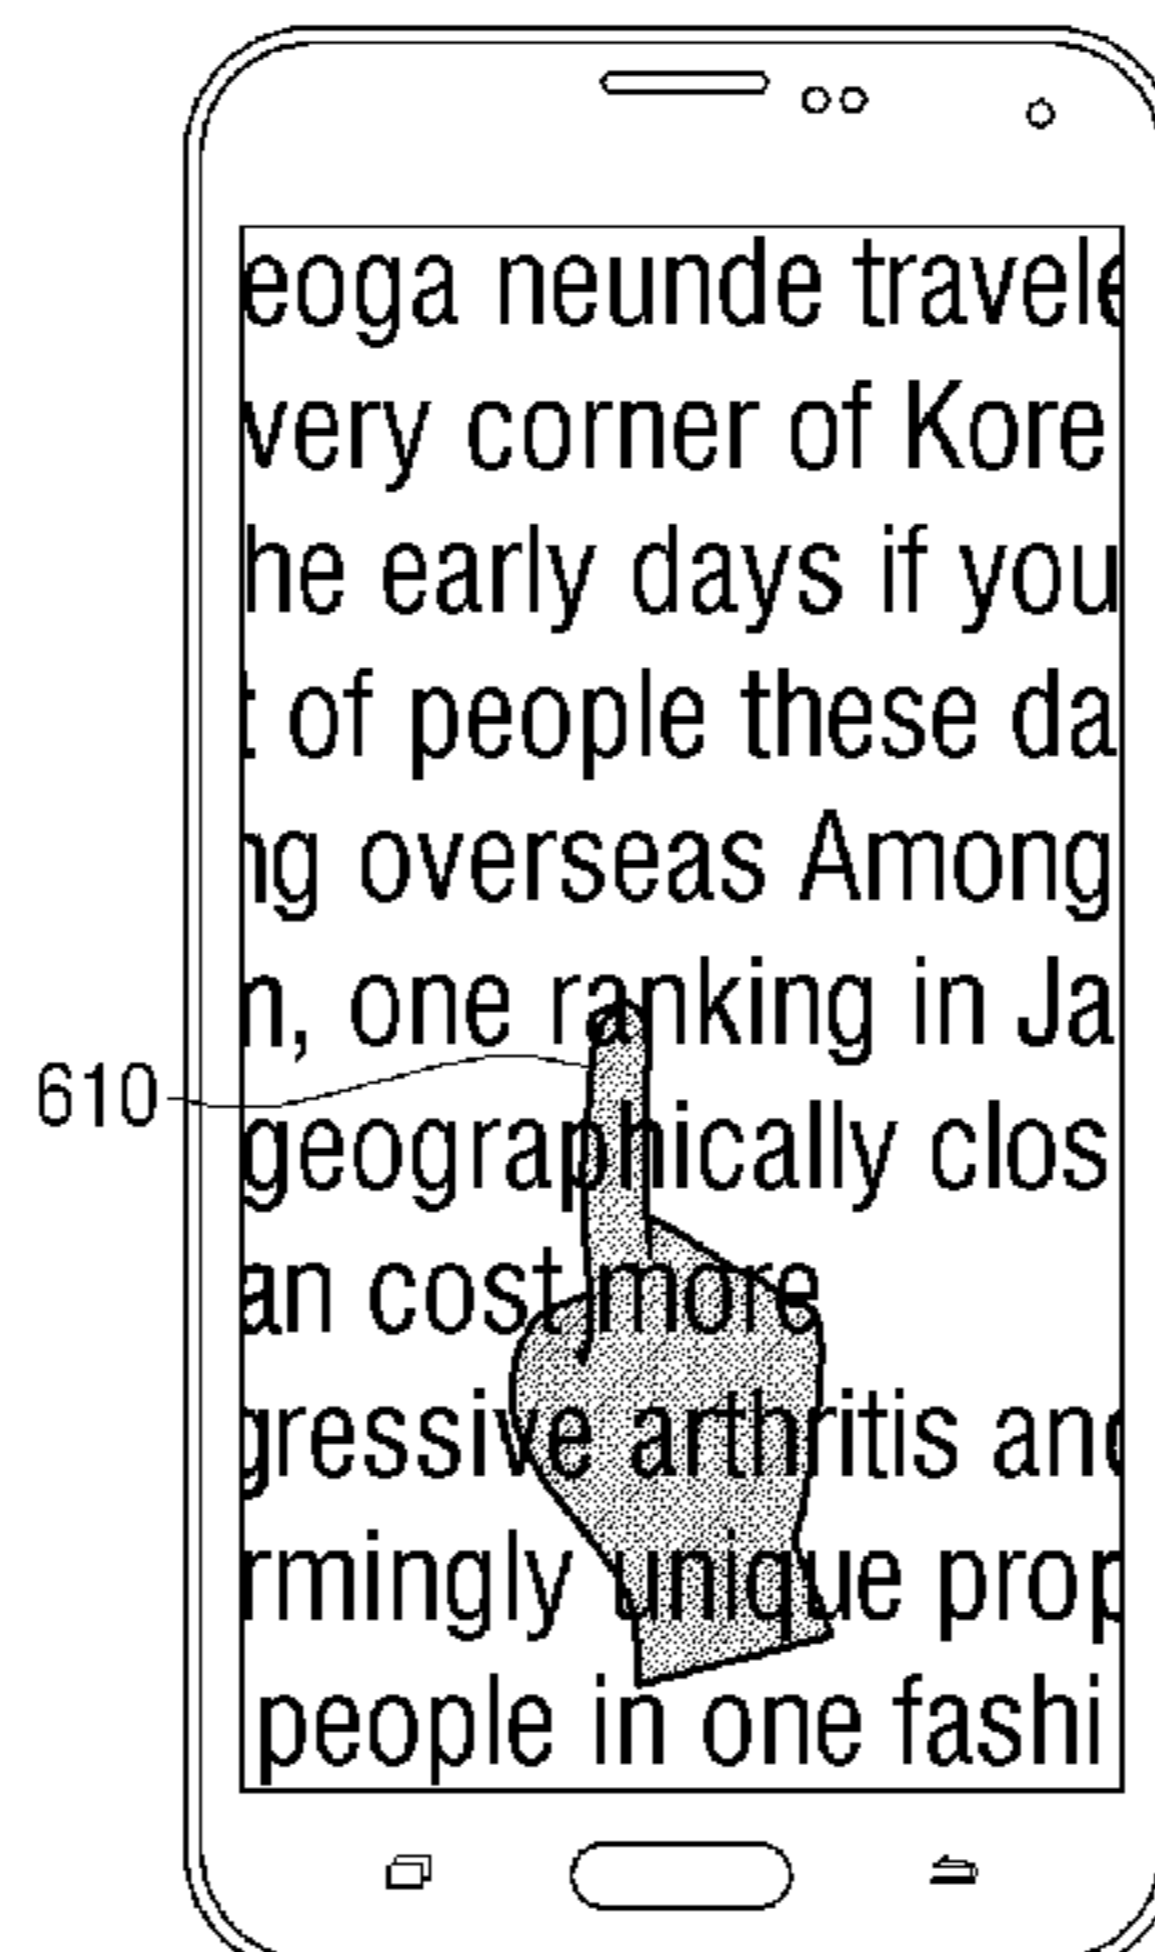 eoga neunde travele
very corner of Kore
he early days if you
t of people these da
ng overseas Among
n, one ranking in Ja
610
geographically clos
an cost more
gressive arthritis and
rmingly unique prop
people in one fashi